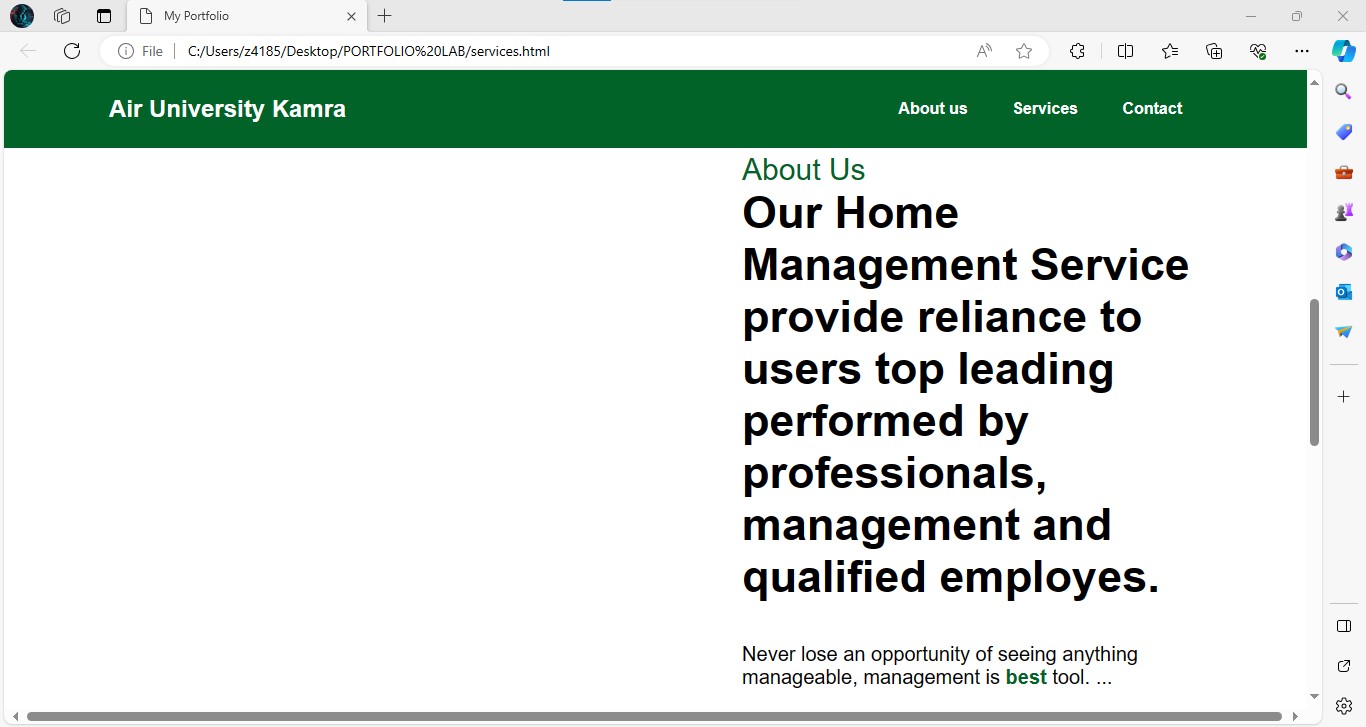 My Portfolio
File C:/Users/z4185/Desktop/PORTFOLIO%20LAB/services.html
Air University Kamra About us Services Contact
About Us
Our Home
Management Service
provide reliance to
users top leading
performed by
professionals,
management and
qualified employes.
Never lose an opportunity of seeing anything
manageable, management is best tool. ...